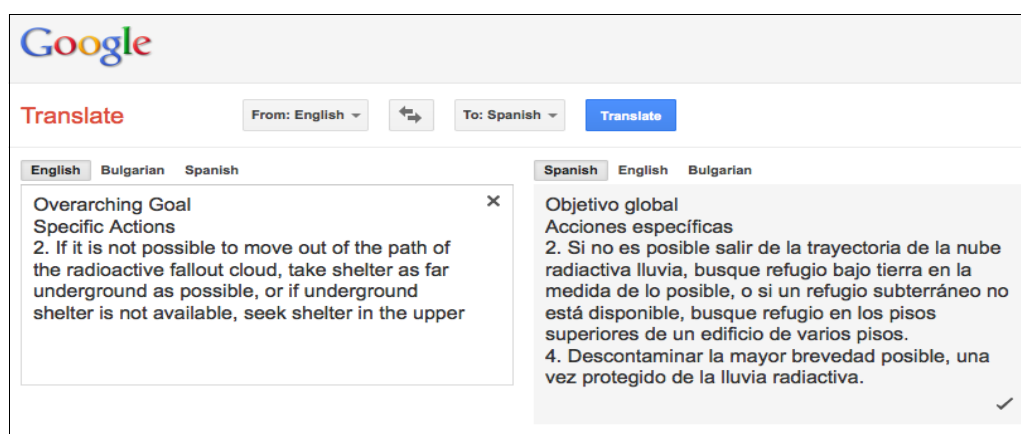 Google
Translate From: English To: Spanish Translate
English Bulgarian Spanish
Overarching Goal
Specific Actions
2. If it is not possible to move out of the path of
the radioactive fallout cloud, take shelter as far
underground as possible, or if underground
shelter is not available, seek shelter in the upper
Spanish English Bulgarian
Objetivo global
Acciones específicas
2. Si no es posible salir de la trayectoria de la nube
radiactiva lluvia, busque refugio bajo tierra en la
medida de lo posible, o si un refugio subterráneo no
está disponible, busque refugio en los pisos
superiores de un edificio de varios pisos.
4. Descontaminar la mayor brevedad posible, una
vez protegido de la lluvia radiactiva.